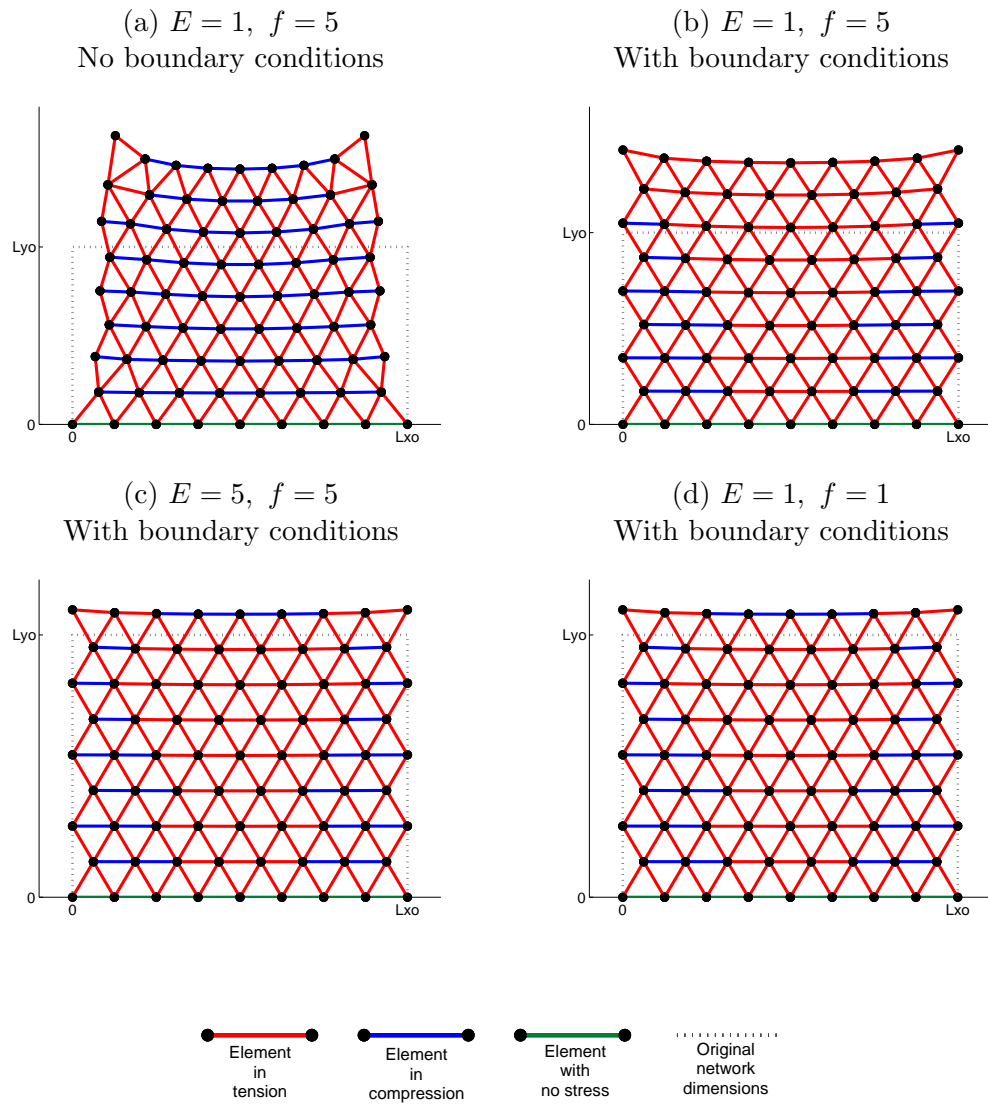 (a) E = 1, f = 5
No boundary conditions
(b) E = 1, f = 5
With boundary conditions
Lyo
0
0
Lxo
Lyo
0
0
Lxo
(c) E = 5, f = 5
With boundary conditions
(d) E = 1, f = 1
With boundary conditions
Lyo
0
0
Lxo
Lyo
0
0
Lxo
Element
in
tension
Element
in
compression
Element
with
no stress
Original
network
dimensions